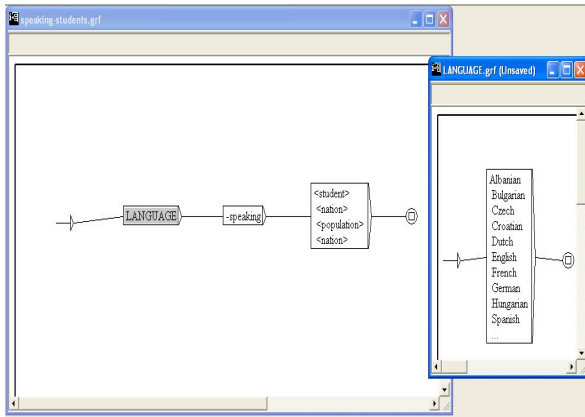 speaking-students.grf
LANGUAGE
-speaking
<student>
<nation>
<population>
<nation>
LANGUAGE.grf (Unsaved)
Albanian
Bulgarian
Czech
Croatian
Dutch
English
French
German
Hungarian
Spanish
...